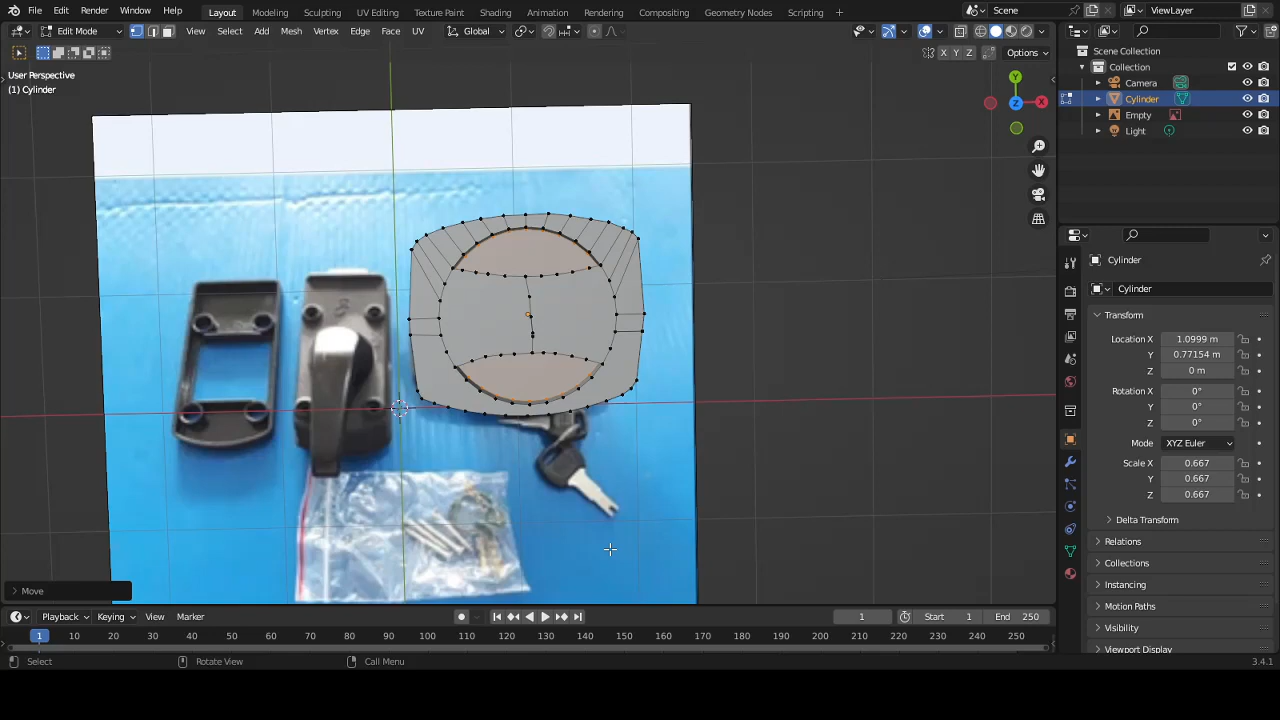 File Edit Render Window Help Layout Modeling Sculpting UV Editing Texture Paint Shading Animation Rendering Compositing Geometry Nodes Scripting + Scene ViewLayer
Edit Mode View Select Add Mesh Vertex Edge Face UV Global
X Y Z Options
User Perspective
(1) Cylinder
Y
Z
X
Scene Collection
Collection
Camera
Cylinder
Empty
Light
Cylinder
Cylinder
Transform
Location X 1.0999 m
Y 0.77154 m
Z 0 m
Rotation X 0°
Y 0°
Z 0°
Mode XYZ Euler
Scale X 0.667
Y 0.667
Z 0.667
Delta Transform
Relations
Collections
Instancing
Motion Paths
Visibility
Viewport Display
Move
Playback Keying View Marker 1 Start 1 End 250
1 10 20 30 40 50 60 70 80 90 100 110 120 130 140 150 160 170 180 190 200 210 220 230 240 250
Select Rotate View Call Menu 3.4.1